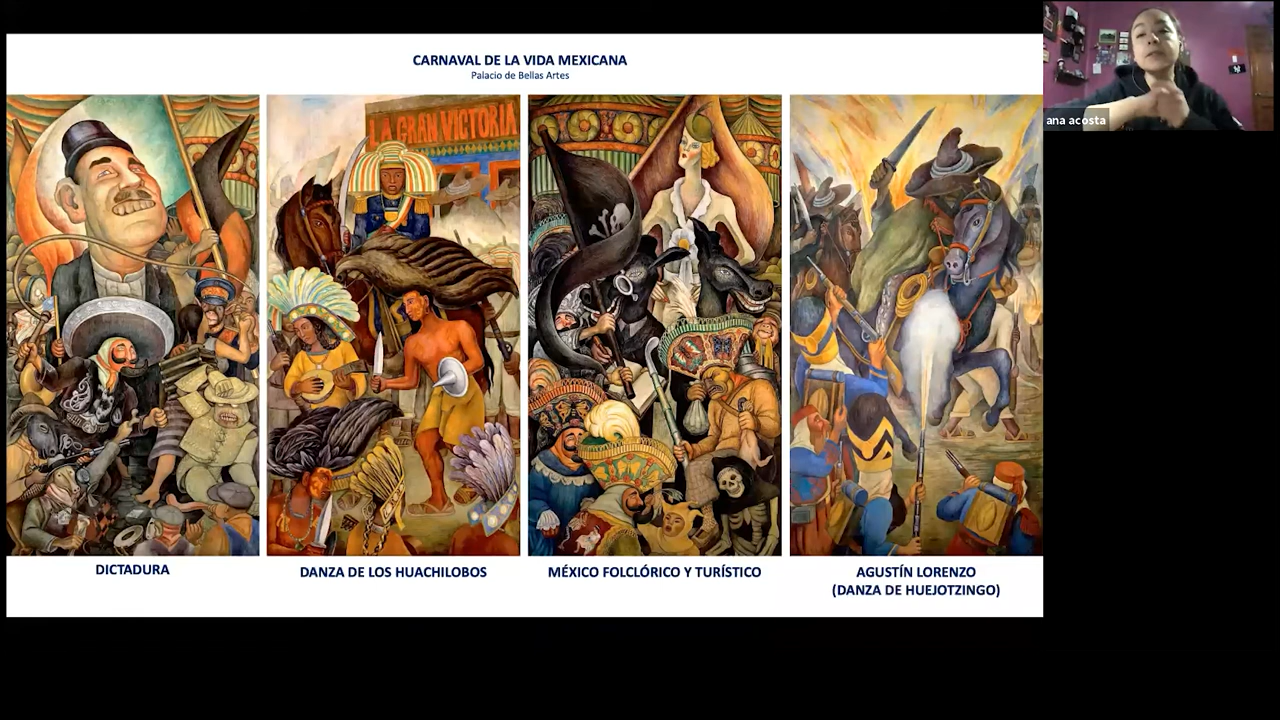 CARNAVAL DE LA VIDA MEXICANA
Palacio de Bellas Artes
LA GRAN VICTORIA
DICTADURA
DANZA DE LOS HUACHILOBOS
MÉXICO FOLCLÓRICO Y TURÍSTICO
AGUSTÍN LORENZO
(DANZA DE HUEJOTZINGO)
ana acosta